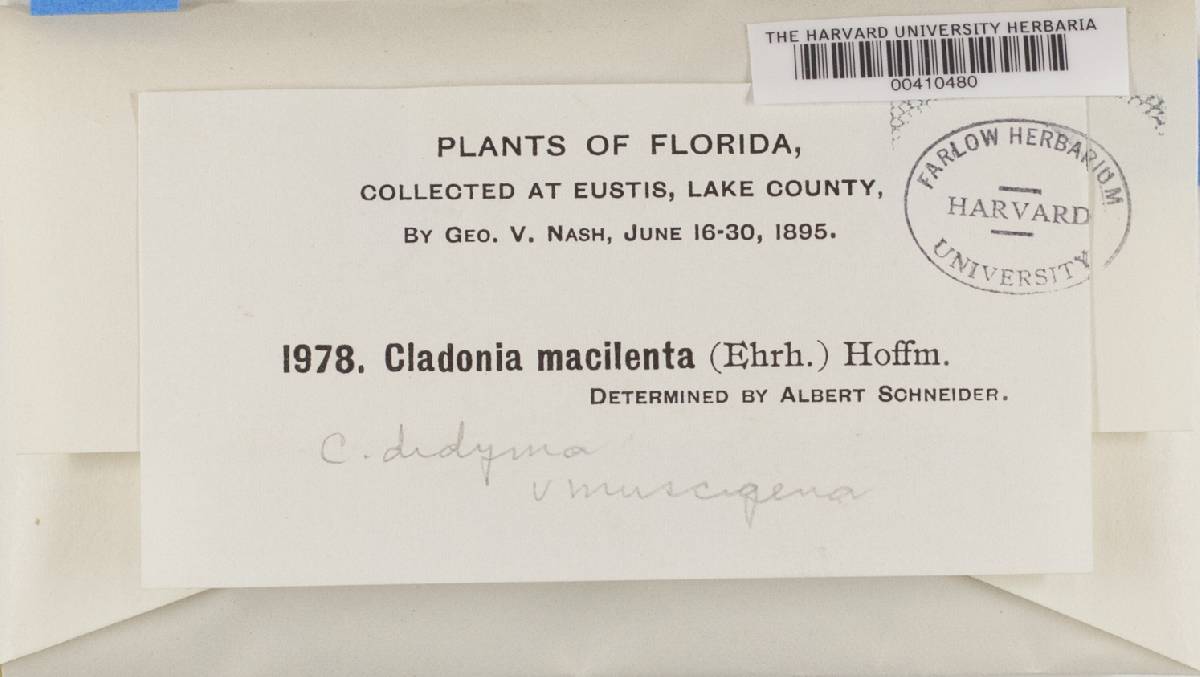 THE HARVARD UNIVERSITY HERBARIA
00410480
PLANTS OF FLORIDA,
COLLECTED AT EUSTIS, LAKE COUNTY,
BY GEO. V. NASH, JUNE 16-30, 1895.
FARLOW HERBARIUM
HARVARD
UNIVERSITY
1978. Cladonia macilenta (Ehrh.) Hoffm.
DETERMINED BY ALBERT SCHNEIDER.
C. didyma
v muscigena